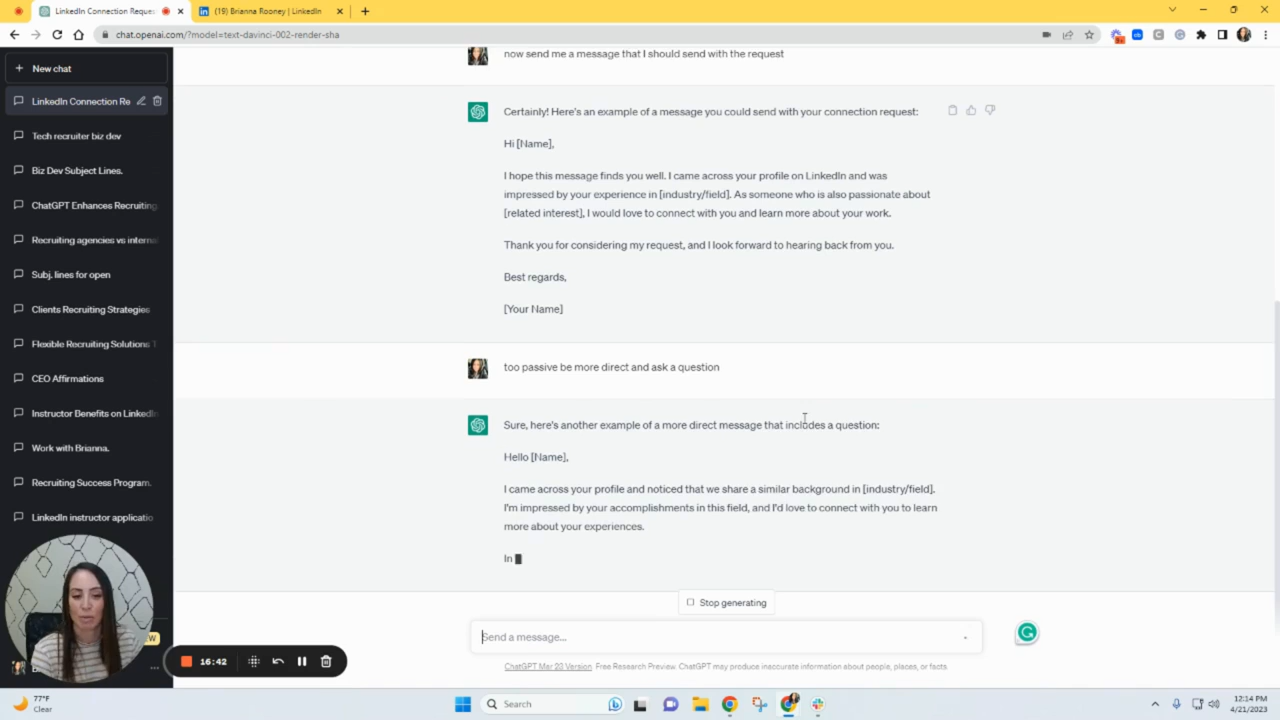 LinkedIn Connection Reques
(19) Brianna Rooney | LinkedIn
chat.openai.com/?model=text-davinci-002-render-sha
New chat
LinkedIn Connection Re
Tech recruiter biz dev
Biz Dev Subject Lines.
ChatGPT Enhances Recruiting
Recruiting agencies vs interna
Subj. lines for open
Clients Recruiting Strategies
Flexible Recruiting Solutions T
CEO Affirmations
Instructor Benefits on LinkedIn
Work with Brianna.
Recruiting Success Program.
LinkedIn instructor applicatio
now send me a message that I should send with the request
Certainly! Here's an example of a message you could send with your connection request:
Hi [Name],
I hope this message finds you well. I came across your profile on LinkedIn and was
impressed by your experience in [industry/field]. As someone who is also passionate about
[related interest], I would love to connect with you and learn more about your work.
Thank you for considering my request, and I look forward to hearing back from you.
Best regards,
[Your Name]
too passive be more direct and ask a question
Sure, here's another example of a more direct message that includes a question:
Hello [Name],
I came across your profile and noticed that we share a similar background in [industry/field].
I'm impressed by your accomplishments in this field, and I'd love to connect with you to learn
more about your experiences.
In
Stop generating
Send a message...
ChatGPT Mar 23 Version. Free Research Preview. ChatGPT may produce inaccurate information about people, places, or facts
16:42
77°F
Clear
Search
12:14 PM
4/21/2023